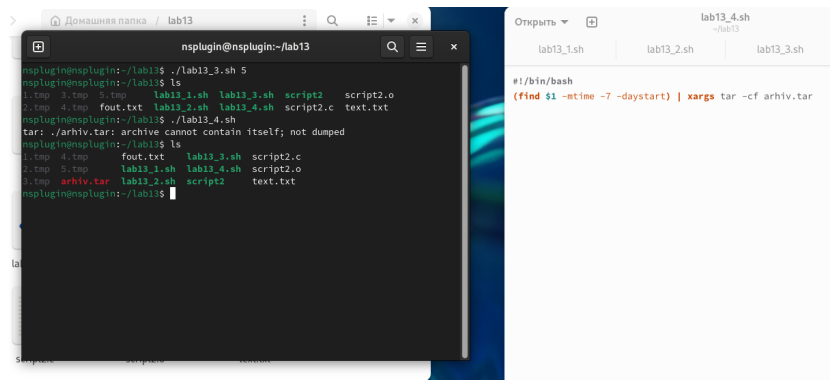 Домашняя папка / lab13
nsplugin@nsplugin:~/lab13
nsplugin@nsplugin:~/lab13$ ./lab13_3.sh 5
nsplugin@nsplugin:~/lab13$ ls
1.tmp 3.tmp 5.tmp lab13_1.sh lab13_3.sh script2 script2.o
2.tmp 4.tmp fout.txt lab13_2.sh lab13_4.sh script2.c text.txt
nsplugin@nsplugin:~/lab13$ ./lab13_4.sh
tar: ./arhiv.tar: archive cannot contain itself; not dumped
nsplugin@nsplugin:~/lab13$ ls
1.tmp 4.tmp fout.txt lab13_3.sh script2.c
2.tmp 5.tmp lab13_1.sh lab13_4.sh script2.o
3.tmp arhiv.tar lab13_2.sh script2 text.txt
nsplugin@nsplugin:~/lab13$
Открыть
lab13_4.sh
~/lab13
lab13_1.sh lab13_2.sh lab13_3.sh
#!/bin/bash
(find $1 -mtime -7 -daystart) | xargs tar -cf arhiv.tar